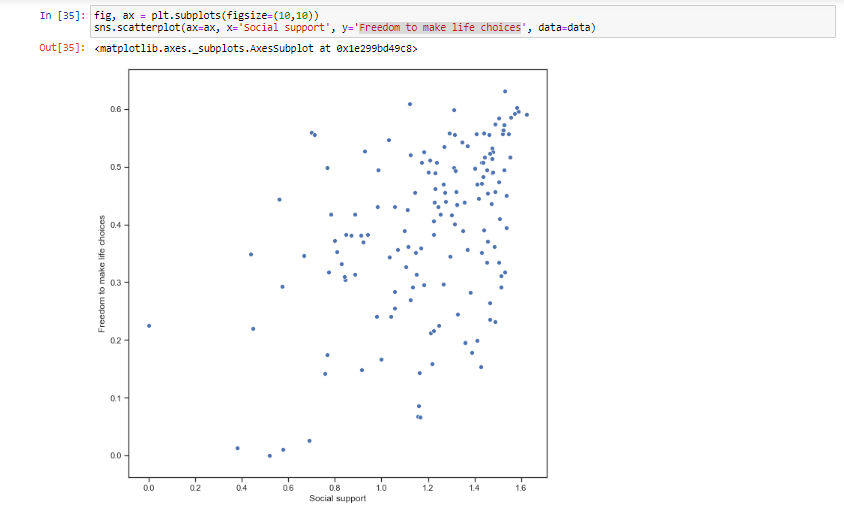 In [35]: fig, ax = plt.subplots(figsize=(10,10))
sns.scatterplot(ax=ax, x='Social support', y='Freedom to make life choices', data=data)
Out[35]: <matplotlib.axes._subplots.AxesSubplot at 0x1e299bd49c8>
0.6
0.5
0.4
0.3
0.2
0.1
0.0
Freedom to make life choices
0.0 0.2 0.4 0.6 0.8 1.0 1.2 1.4 1.6
Social support